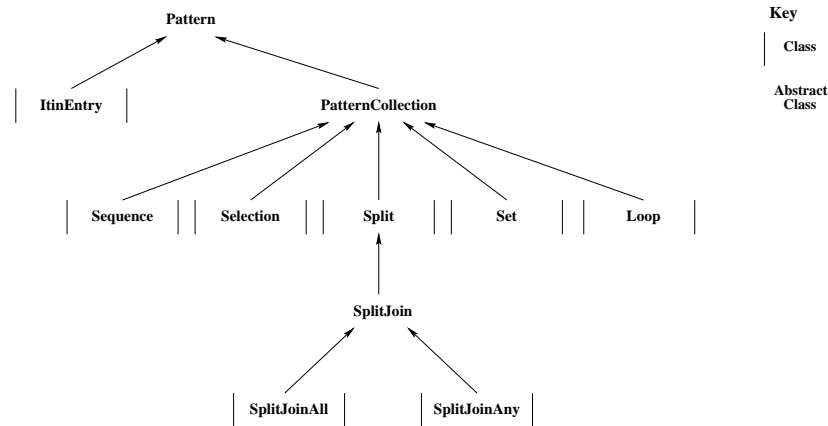 Pattern
Key
Class
Abstract
Class
ItinEntry
PatternCollection
Sequence
Selection
Split
Set
Loop
SplitJoin
SplitJoinAll
SplitJoinAny